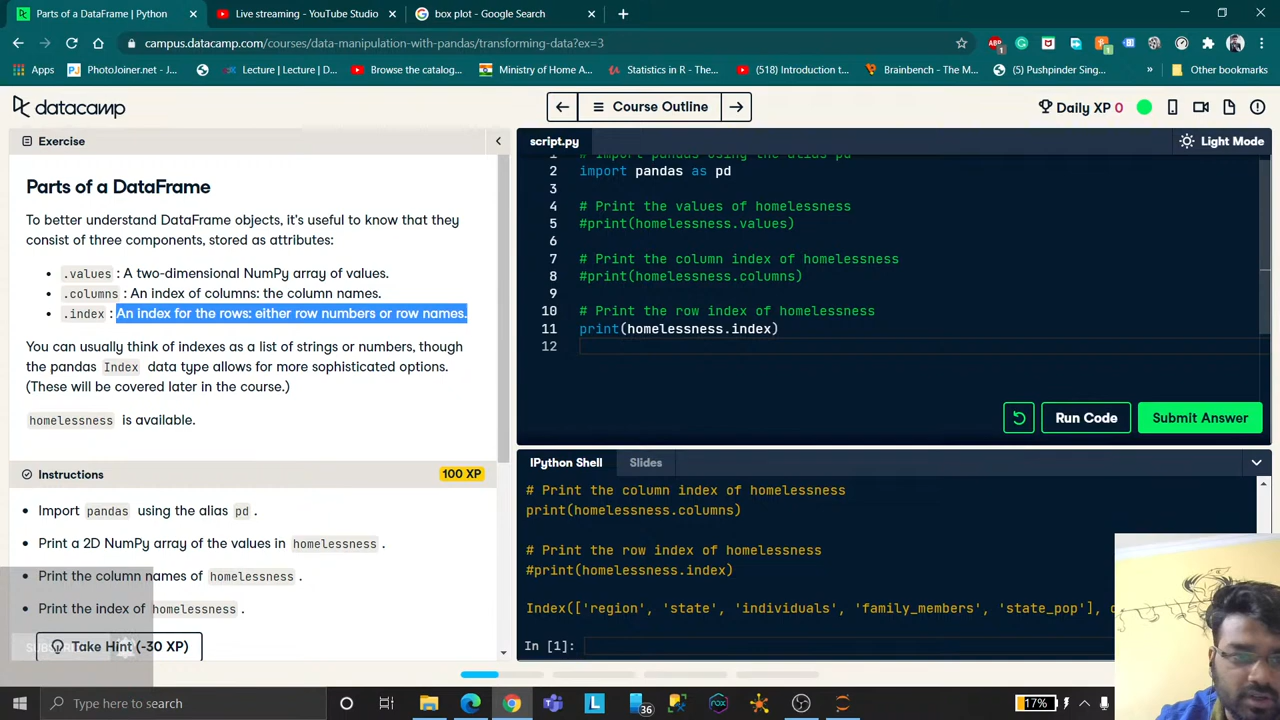 Parts of a DataFrame | Python
Live streaming - YouTube Studio
box plot - Google Search
campus.datacamp.com/courses/data-manipulation-with-pandas/transforming-data?ex=3
Apps
PhotoJoiner.net - J...
Lecture | Lecture | D...
Browse the catalog...
Ministry of Home A...
Statistics in R - The...
(518) Introduction t...
Brainbench - The M...
(5) Pushpinder Sing...
Other bookmarks
datacamp
Course Outline
Daily XP 0
Exercise
Parts of a DataFrame
To better understand DataFrame objects, it's useful to know that they
consist of three components, stored as attributes:
.values : A two-dimensional NumPy array of values.
.columns : An index of columns: the column names.
.index : An index for the rows: either row numbers or row names.
You can usually think of indexes as a list of strings or numbers, though
the pandas Index data type allows for more sophisticated options.
(These will be covered later in the course.)
homelessness is available.
Instructions
100 XP
Import pandas using the alias pd .
Print a 2D NumPy array of the values in homelessness .
Print the column names of homelessness .
Print the index of homelessness .
Take Hint (-30 XP)
script.py
Light Mode
1 # Import pandas using the alias pd
2 import pandas as pd
3
4 # Print the values of homelessness
5 #print(homelessness.values)
6
7 # Print the column index of homelessness
8 #print(homelessness.columns)
9
10 # Print the row index of homelessness
11 print(homelessness.index)
12
Run Code
Submit Answer
IPython Shell
Slides
# Print the column index of homelessness
print(homelessness.columns)
# Print the row index of homelessness
#print(homelessness.index)
Index(['region', 'state', 'individuals', 'family_members', 'state_pop'],
In [1]:
Type here to search
36
17%